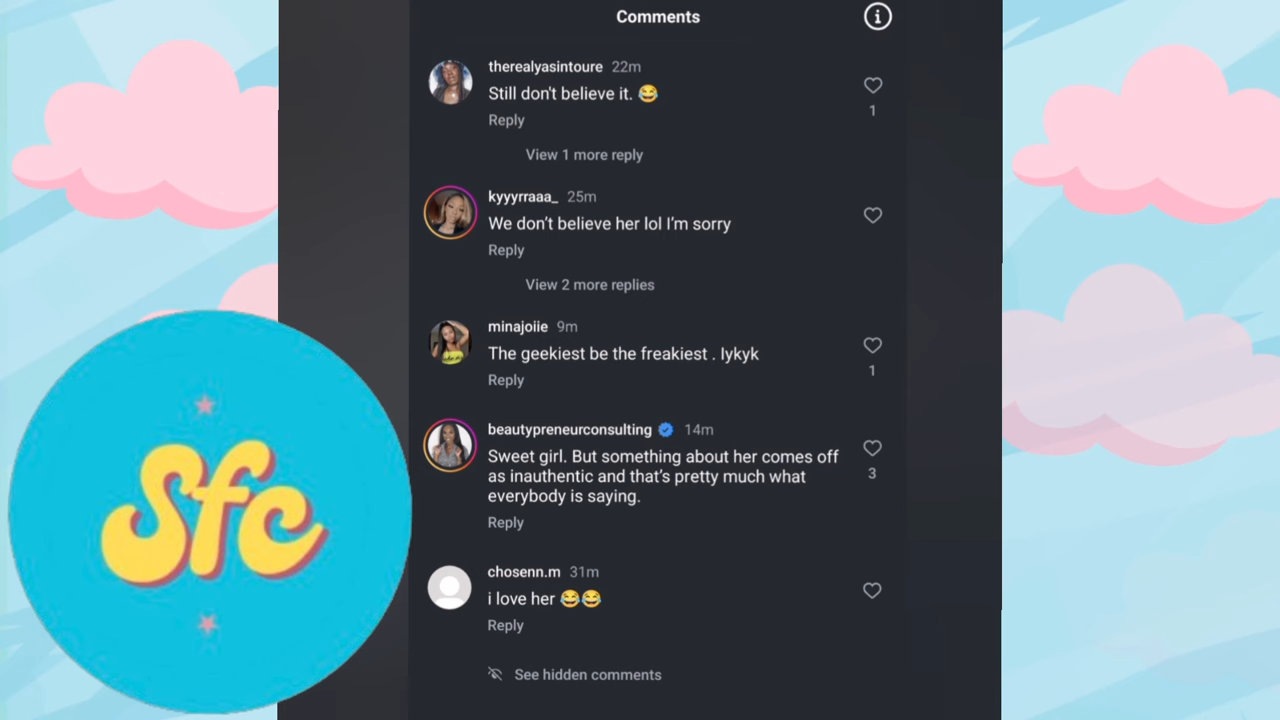 Comments
therealyasintoure 22m
Still don't believe it. 😂
1
Reply
View 1 more reply
kyyyrraaa_ 25m
We don't believe her lol I'm sorry
Reply
View 2 more replies
minajoiie 9m
The geekiest be the freakiest . Iykyk
1
Reply
beautypreneurconsulting 14m
Sweet girl. But something about her comes off
as inauthentic and that's pretty much what
everybody is saying.
3
Reply
chosenn.m 31m
i love her 😂😂
Reply
See hidden comments
Sfc